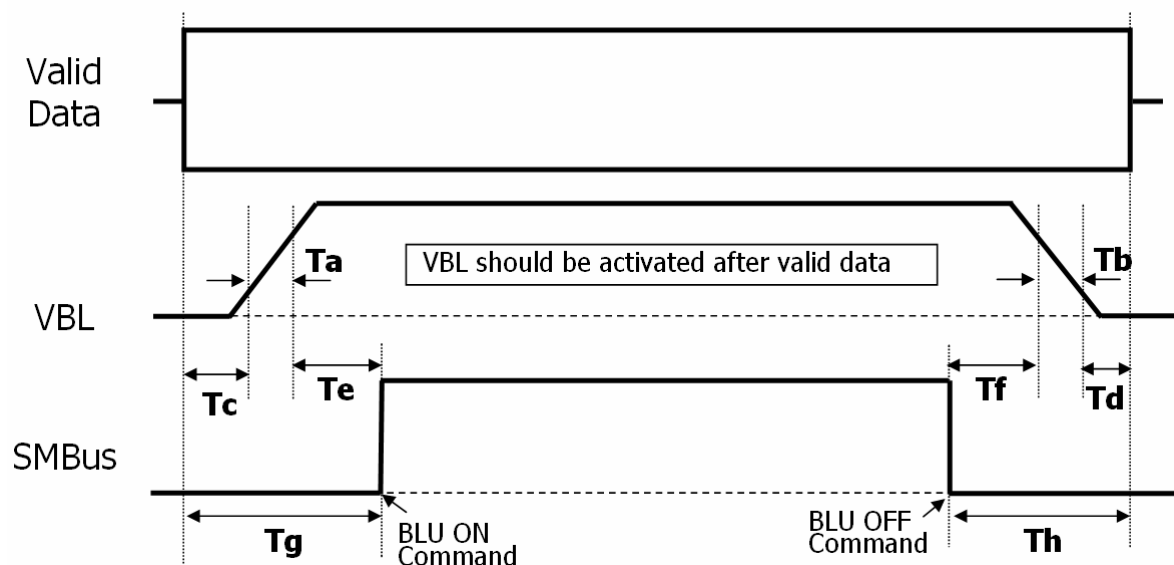 Valid
Data
Ta
VBL should be activated after valid data
Tb
VBL
Tc
Te
Tf
Td
SMBus
Tg
BLU ON
Command
BLU OFF
Command
Th